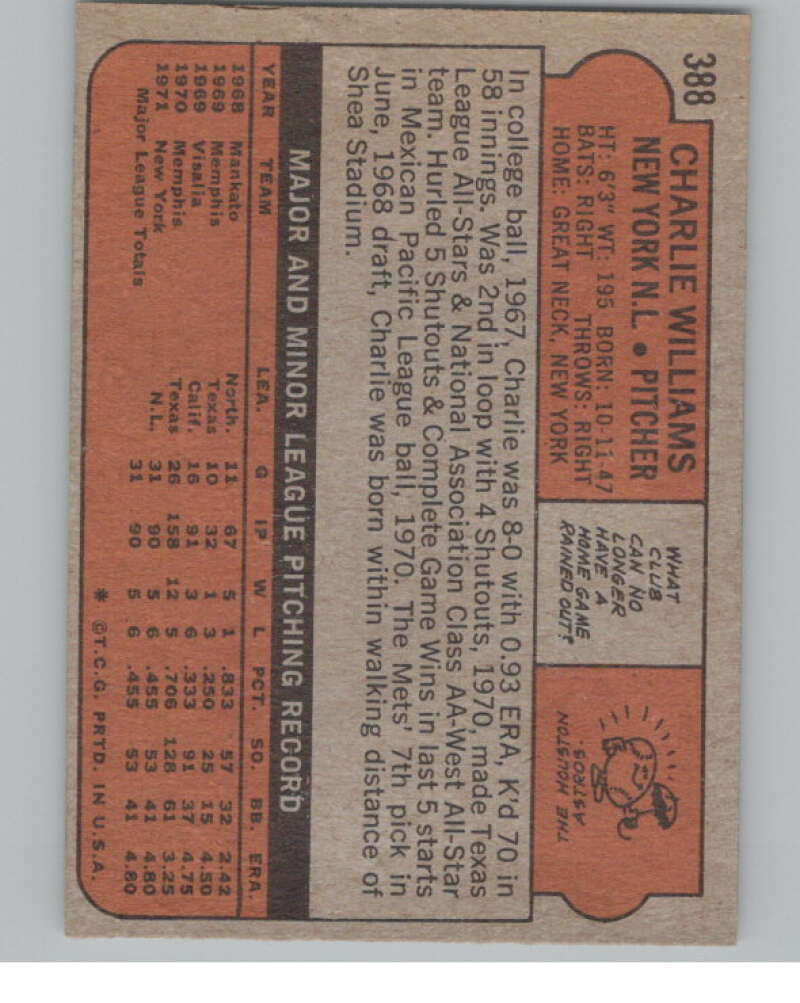 388
CHARLIE WILLIAMS
NEW YORK N.L. • PITCHER
HT: 6'3" WT: 195 BORN: 10-11-47
BATS: RIGHT THROWS: RIGHT
HOME: GREAT NECK, NEW YORK
WHAT
CLUB
CAN NO
LONGER
HAVE A
HOME GAME
RAINED OUT?
THE HOUSTON
ASTROS
In college ball, 1967, Charlie was 8-0 with 0.93 ERA, K'd 70 in
58 innings. Was 2nd in loop with 4 Shutouts, 1970, made Texas
League All-Stars & National Association Class AA-West All-Star
team. Hurled 5 Shutouts & Complete Game Wins in last 5 starts
in Mexican Pacific League ball, 1970. The Mets' 7th pick in
June, 1968 draft, Charlie was born within walking distance of
Shea Stadium.
MAJOR AND MINOR LEAGUE PITCHING RECORD
YEAR TEAM LEA. G IP W L PCT. SO. BB. ERA.
1968 Mankato North. 11 67 5 1 .833 57 32 2.42
1969 Memphis Texas 10 32 1 3 .250 25 15 4.50
1969 Visalia Calif. 16 91 3 6 .333 91 37 4.75
1970 Memphis Texas 26 158 12 5 .706 128 61 3.25
1971 New York N.L. 31 90 5 6 .455 53 41 4.80
Major League Totals 31 90 5 6 .455 53 41 4.80
* ©T.C.G. PRTD. IN U.S.A.